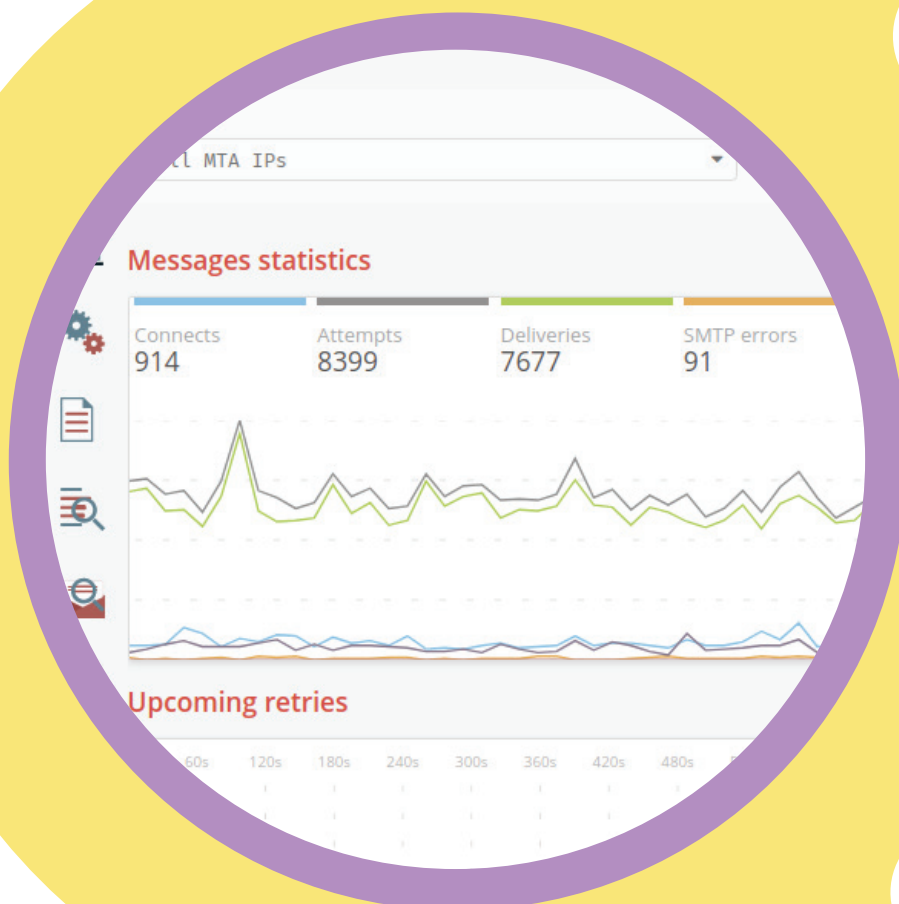 MTA IPs
Messages statistics
Connects Attempts Deliveries SMTP errors
914 8399 7677 91
Upcoming retries
60s 120s 180s 240s 300s 360s 420s 480s